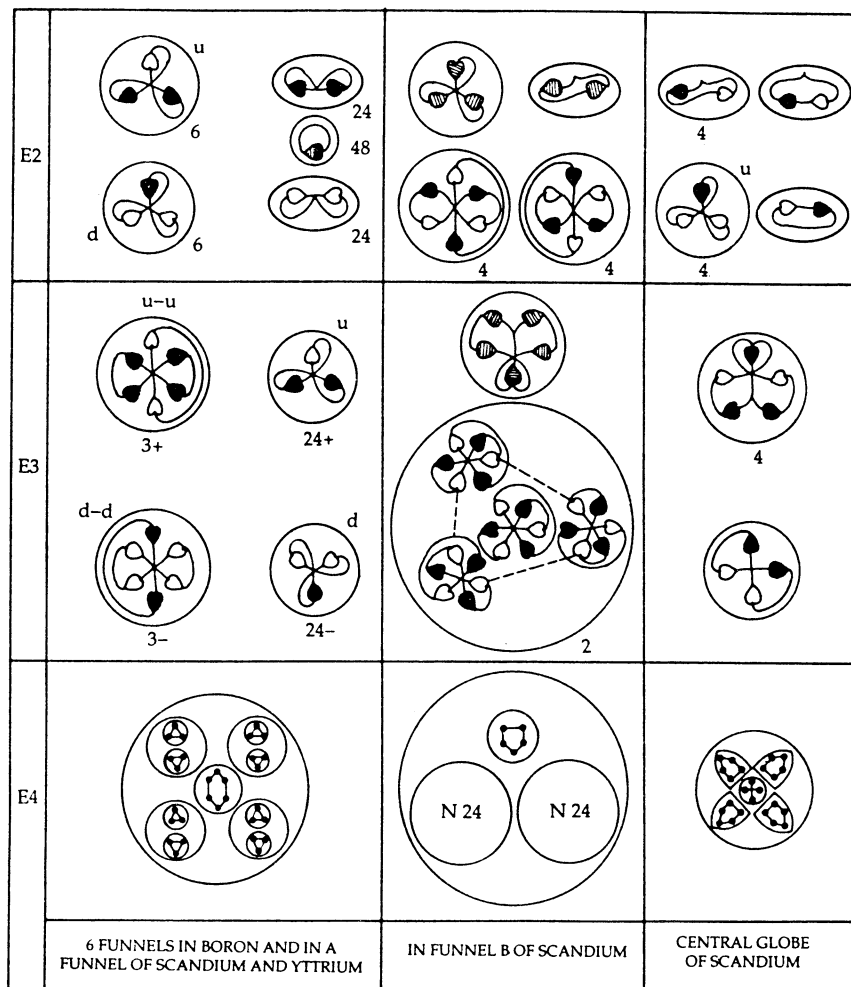 E2
u
6
24
48
d
6
24
4
4
4
u
4
E3
u–u
3+
u
24+
d–d
3–
d
24–
2
4
E4
N 24
N 24
6 FUNNELS IN BORON AND IN A
FUNNEL OF SCANDIUM AND YTTRIUM
IN FUNNEL B OF SCANDIUM
CENTRAL GLOBE
OF SCANDIUM